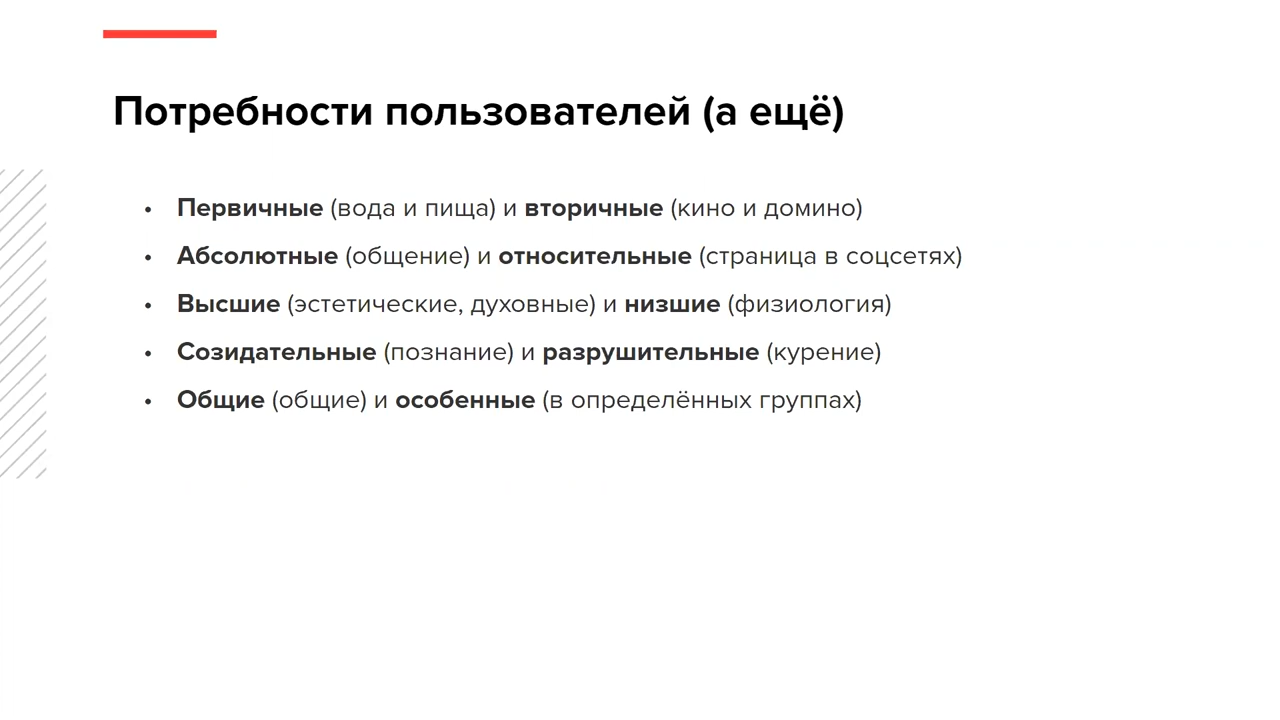 Потребности пользователей (а ещё)
• Первичные (вода и пища) и вторичные (кино и домино)
• Абсолютные (общение) и относительные (страница в соцсетях)
• Высшие (эстетические, духовные) и низшие (физиология)
• Созидательные (познание) и разрушительные (курение)
• Общие (общие) и особенные (в определённых группах)